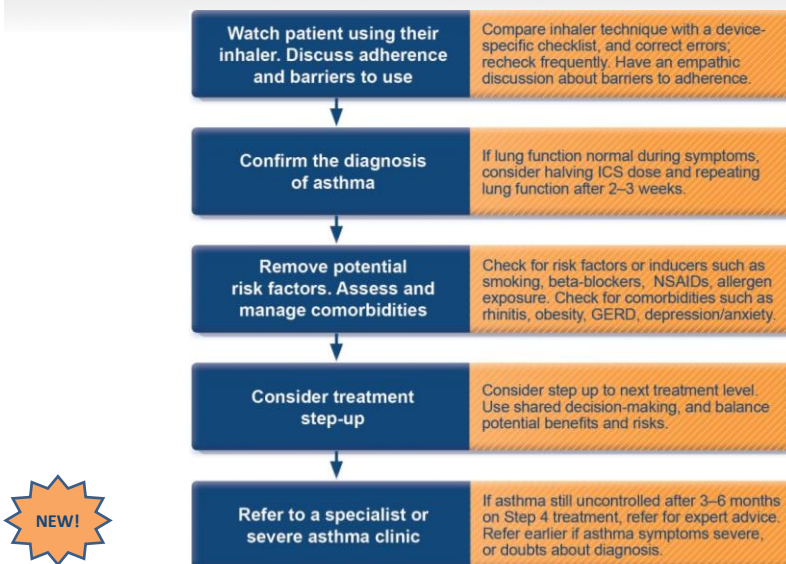 Watch patient using their
inhaler. Discuss adherence
and barriers to use
Compare inhaler technique with a device-
specific checklist, and correct errors;
recheck frequently. Have an empathic
discussion about barriers to adherence.
Confirm the diagnosis
of asthma
If lung function normal during symptoms,
consider halving ICS dose and repeating
lung function after 2–3 weeks.
Remove potential
risk factors. Assess and
manage comorbidities
Check for risk factors or inducers such as
smoking, beta-blockers, NSAIDs, allergen
exposure. Check for comorbidities such as
rhinitis, obesity, GERD, depression/anxiety.
Consider treatment
step-up
Consider step up to next treatment level.
Use shared decision-making, and balance
potential benefits and risks.
NEW!
Refer to a specialist or
severe asthma clinic
If asthma still uncontrolled after 3–6 months
on Step 4 treatment, refer for expert advice.
Refer earlier if asthma symptoms severe,
or doubts about diagnosis.